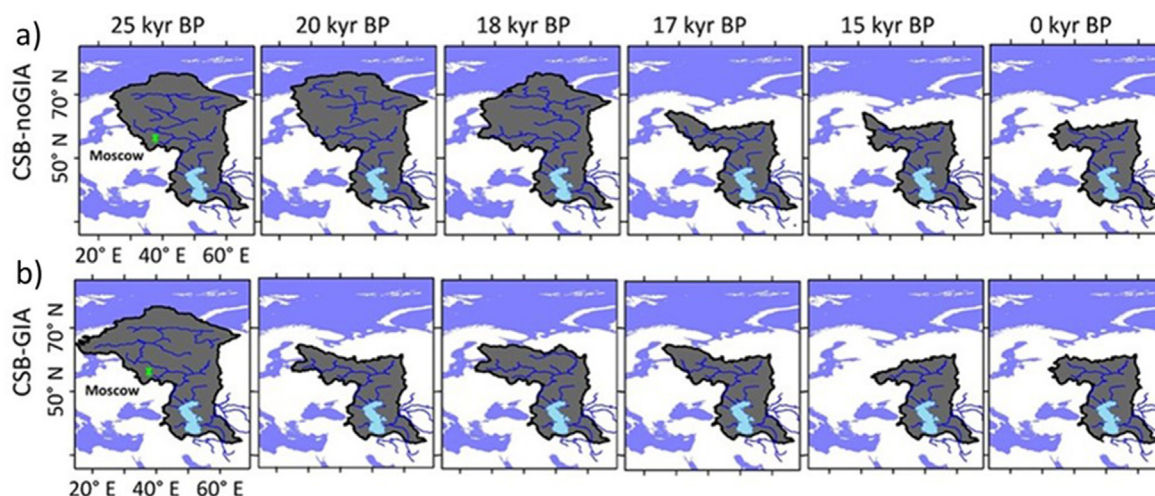 25 kyr BP 20 kyr BP 18 kyr BP 17 kyr BP 15 kyr BP 0 kyr BP
a)
CSB-noGIA
70° N
50° N
Moscow
20° E 40° E 60° E
b)
CSB-GIA
70° N
50° N
Moscow
20° E 40° E 60° E